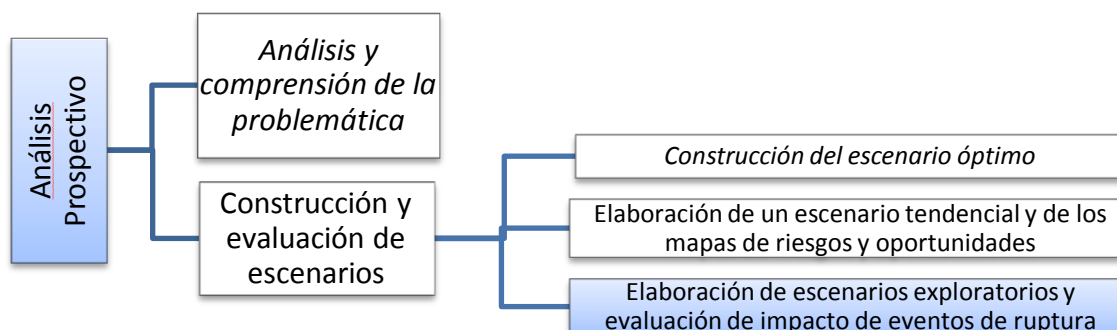 Análisis
Prospectivo
Análisis y
comprensión de la
problemática
Construcción y
evaluación de
escenarios
Construcción del escenario óptimo
Elaboración de un escenario tendencial y de los
mapas de riesgos y oportunidades
Elaboración de escenarios exploratorios y
evaluación de impacto de eventos de ruptura